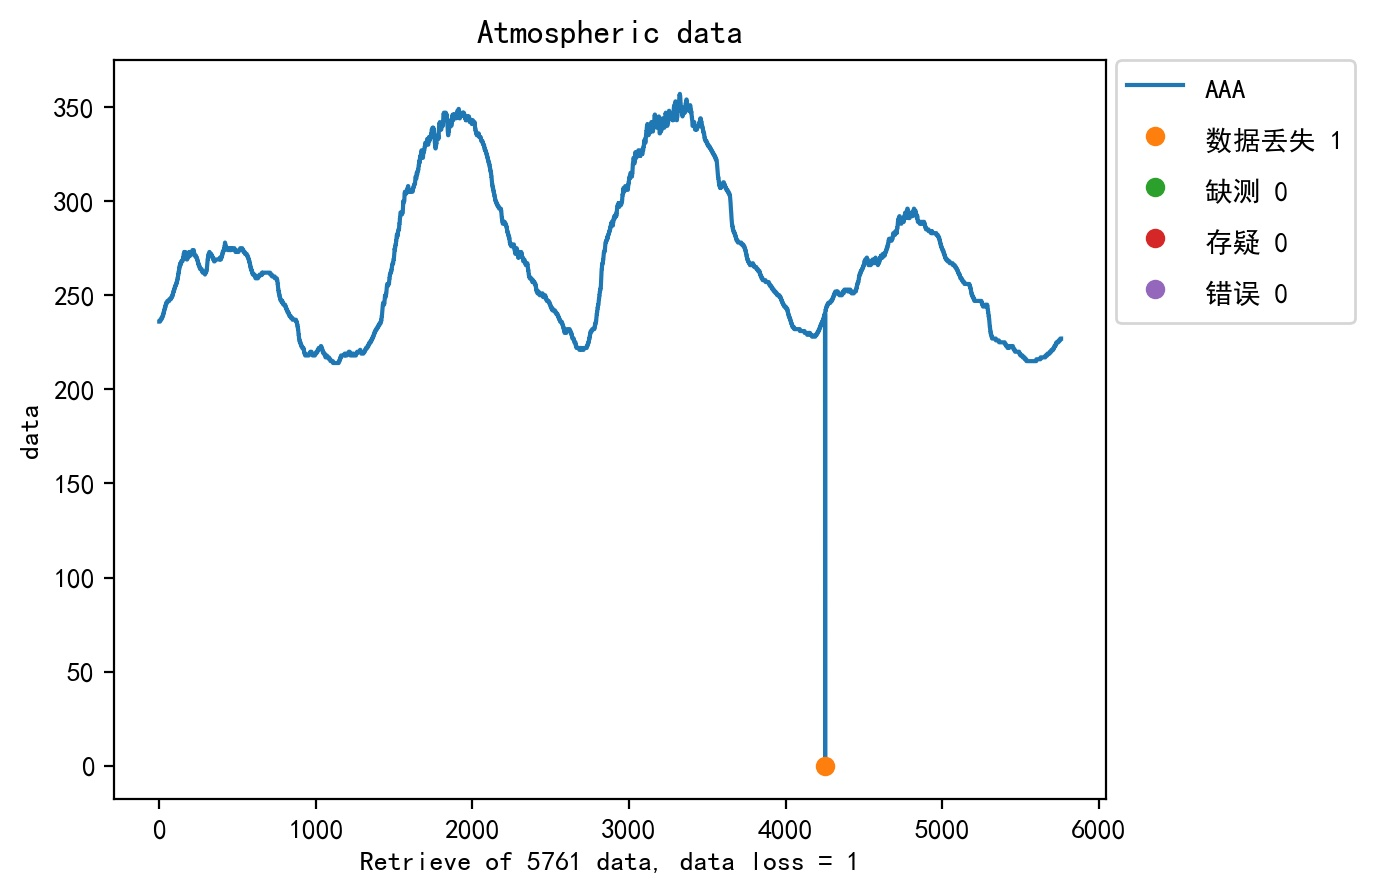 Atmospheric data
AAA
数据丢失 1
缺测 0
存疑 0
错误 0
data
350
300
250
200
150
100
50
0
0 1000 2000 3000 4000 5000 6000
Retrieve of 5761 data, data loss = 1